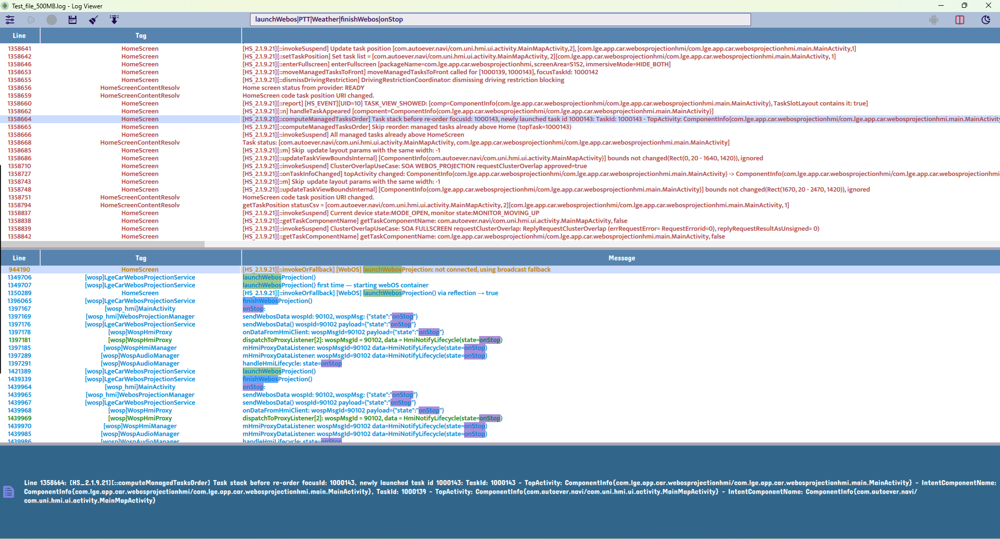 Test_file_500MB.log - Log Viewer
launchWebos|PTT|Weather|finishWebos|onStop
Line Tag
1358641 HomeScreen [HS_2.1.9.21][::invokeSuspend] Update task position [com.autoever.navi/com.uni.hmi.ui.activity.MainMapActivity,2], [com.lge.app.car.webosprojectionhmi/com.lge.app.car.webosprojectionhmi.main.MainActivity,1]
1358642 HomeScreen [HS_2.1.9.21][::setTaskPosition] Set task list = [com.autoever.navi/com.uni.hmi.ui.activity.MainMapActivity, 2][com.lge.app.car.webosprojectionhmi/com.lge.app.car.webosprojectionhmi.main.MainActivity, 1]
1358646 HomeScreen [HS_2.1.9.21][::enterFullscreen] enterFullscreen [packageName=com.lge.app.car.webosprojectionhmi, screenArea=S1S2, immersiveMode=HIDE_BOTH]
1358653 HomeScreen [HS_2.1.9.21][::moveManagedTasksToFront] moveManagedTasksToFront called for [1000139, 1000143], focusTaskId: 1000142
1358655 HomeScreen [HS_2.1.9.21][::dismissDrivingRestriction] DrivingRestrictionCoordinator: dismissing driving restriction blocking
1358656 HomeScreenContentResolv Home screen status from provider: READY
1358659 HomeScreenContentResolv HomeScreen code task position URI changed.
1358660 HomeScreen [HS_2.1.9.21][::report] [HS_EVENT][UID=10] TASK_VIEW_SHOWED: [comp=ComponentInfo{com.lge.app.car.webosprojectionhmi/com.lge.app.car.webosprojectionhmi.main.MainActivity}, TaskSlotLayout contains it: true]
1358662 HomeScreen [HS_2.1.9.21][::n] handleTaskAppeared [component=ComponentInfo{com.lge.app.car.webosprojectionhmi/com.lge.app.car.webosprojectionhmi.main.MainActivity}]
1358664 HomeScreen [HS_2.1.9.21][::computeManagedTasksOrder] Task stack before re-order focusId: 1000143, newly launched task id 1000143: TaskId: 1000143 - TopActivity: ComponentInfo{com.lge.app.car.webosprojectionhmi/com.lge.app.car.webosprojectionhmi.main.MainActivity
1358665 HomeScreen [HS_2.1.9.21][::computeManagedTasksOrder] Skip reorder: managed tasks already above Home (topTask=1000143)
1358666 HomeScreen [HS_2.1.9.21][::invokeSuspend] All managed tasks already above HomeScreen
1358668 HomeScreenContentResolv Task status: [com.autoever.navi/com.uni.hmi.ui.activity.MainMapActivity, com.lge.app.car.webosprojectionhmi/com.lge.app.car.webosprojectionhmi.main.MainActivity]
1358685 HomeScreen [HS_2.1.9.21][::m] Skip  update layout params with the same width: -1
1358686 HomeScreen [HS_2.1.9.21][::updateTaskViewBoundsInternal] [ComponentInfo{com.autoever.navi/com.uni.hmi.ui.activity.MainMapActivity}] bounds not changed(Rect(0, 20 - 1640, 1420)), ignored
1358710 HomeScreen [HS_2.1.9.21][::invokeSuspend] ClusterOverlapUseCase: SOA WEBOS_PROJECTION requestClusterOverlap approved=true
1358727 HomeScreen [HS_2.1.9.21][::onTaskInfoChanged] topActivity changed: ComponentInfo{com.lge.app.car.webosprojectionhmi/com.lge.app.car.webosprojectionhmi.main.MainActivity} -> ComponentInfo{com.lge.app.car.webosprojectionhmi/com.lge.app.car.webosprojectionhmi
1358743 HomeScreen [HS_2.1.9.21][::m] Skip  update layout params with the same width: -1
1358748 HomeScreen [HS_2.1.9.21][::updateTaskViewBoundsInternal] [ComponentInfo{com.lge.app.car.webosprojectionhmi/com.lge.app.car.webosprojectionhmi.main.MainActivity}] bounds not changed(Rect(1670, 20 - 2470, 1420)), ignored
1358751 HomeScreenContentResolv HomeScreen code task position URI changed.
1358794 HomeScreenContentResolv getTaskPosition statusCsv = [com.autoever.navi/com.uni.hmi.ui.activity.MainMapActivity, 2][com.lge.app.car.webosprojectionhmi/com.lge.app.car.webosprojectionhmi.main.MainActivity, 1]
1358837 HomeScreen [HS_2.1.9.21][::invokeSuspend] Current device state:MODE_OPEN, monitor state:MONITOR_MOVING_UP
1358838 HomeScreen [HS_2.1.9.21][::getTaskComponentName] getTaskComponentName: com.autoever.navi/com.uni.hmi.ui.activity.MainMapActivity, false
1358839 HomeScreen [HS_2.1.9.21][::invokeSuspend] ClusterOverlapUseCase: SOA FULLSCREEN requestClusterOverlap: ReplyRequestClusterOverlap (errRequestError= RequestErrorid=0}, replyRequestResultAsUnsigned= 0)
1358842 HomeScreen [HS_2.1.9.21][::getTaskComponentName] getTaskComponentName: com.lge.app.car.webosprojectionhmi/com.lge.app.car.webosprojectionhmi.main.MainActivity, false
Line Tag Message
944190 HomeScreen [HS_2.1.9.21][::invokeOrFallback] [WebOS] launchWebosProjection: not connected, using broadcast fallback
1349706 [wosp]LgeCarWebosProjectionService launchWebosProjection()
1349707 [wosp]LgeCarWebosProjectionService launchWebosProjection() first time — starting webOS container
1350289 HomeScreen [HS_2.1.9.21][::invokeOrFallback] [WebOS] launchWebosProjection() via reflection → true
1396065 [wosp]LgeCarWebosProjectionService finishWebosProjection()
1397167 [wosp_hmi]MainActivity onStop:
1397169 [wosp_hmi]WebosProjectionManager sendWebosData wospId: 90102, wospMsg: {"state":"onStop"}
1397176 [wosp]LgeCarWebosProjectionService sendWebosData() wospId=90102 payload={"state":"onStop"}
1397178 [wosp]WospHmiProxy onDataFromHmiClient: wospMsgId=90102 payload={"state":"onStop"}
1397181 [wosp]WospHmiProxy dispatchToProxyListener[2]: wospMsgId = 90102, data = HmiNotifyLifecycle(state=onStop)
1397185 [wosp]WospHmiManager mHmiProxyDataListener: wospMsgId=90102 data=HmiNotifyLifecycle(state=onStop)
1397289 [wosp]WospAudioManager mHmiProxyDataListener: wospMsgId=90102 data=HmiNotifyLifecycle(state=onStop)
1397291 [wosp]WospAudioManager handleHmiLifecycle: state=onStop
1421389 [wosp]LgeCarWebosProjectionService launchWebosProjection()
1439339 [wosp]LgeCarWebosProjectionService finishWebosProjection()
1439964 [wosp_hmi]MainActivity onStop:
1439965 [wosp_hmi]WebosProjectionManager sendWebosData wospId: 90102, wospMsg: {"state":"onStop"}
1439967 [wosp]LgeCarWebosProjectionService sendWebosData() wospId=90102 payload={"state":"onStop"}
1439968 [wosp]WospHmiProxy onDataFromHmiClient: wospMsgId=90102 payload={"state":"onStop"}
1439969 [wosp]WospHmiProxy dispatchToProxyListener[2]: wospMsgId = 90102, data = HmiNotifyLifecycle(state=onStop)
1439970 [wosp]WospHmiManager mHmiProxyDataListener: wospMsgId=90102 data=HmiNotifyLifecycle(state=onStop)
1439985 [wosp]WospAudioManager mHmiProxyDataListener: wospMsgId=90102 data=HmiNotifyLifecycle(state=onStop)
1439986 [wosp]WospAudioManager handleHmiLifecycle: state=onStop
Line 1358664: [HS_2.1.9.21][::computeManagedTasksOrder] Task stack before re-order focusId: 1000143, newly launched task id 1000143: TaskId: 1000143 - TopActivity: ComponentInfo{com.lge.app.car.webosprojectionhmi/com.lge.app.car.webosprojectionhmi.main.MainActivity} - IntentComponentName:
ComponentInfo{com.lge.app.car.webosprojectionhmi/com.lge.app.car.webosprojectionhmi.main.MainActivity}, TaskId: 1000139 - TopActivity: ComponentInfo{com.autoever.navi/com.uni.hmi.ui.activity.MainMapActivity} - IntentComponentName: ComponentInfo{com.autoever.navi/
com.uni.hmi.ui.activity.MainMapActivity}